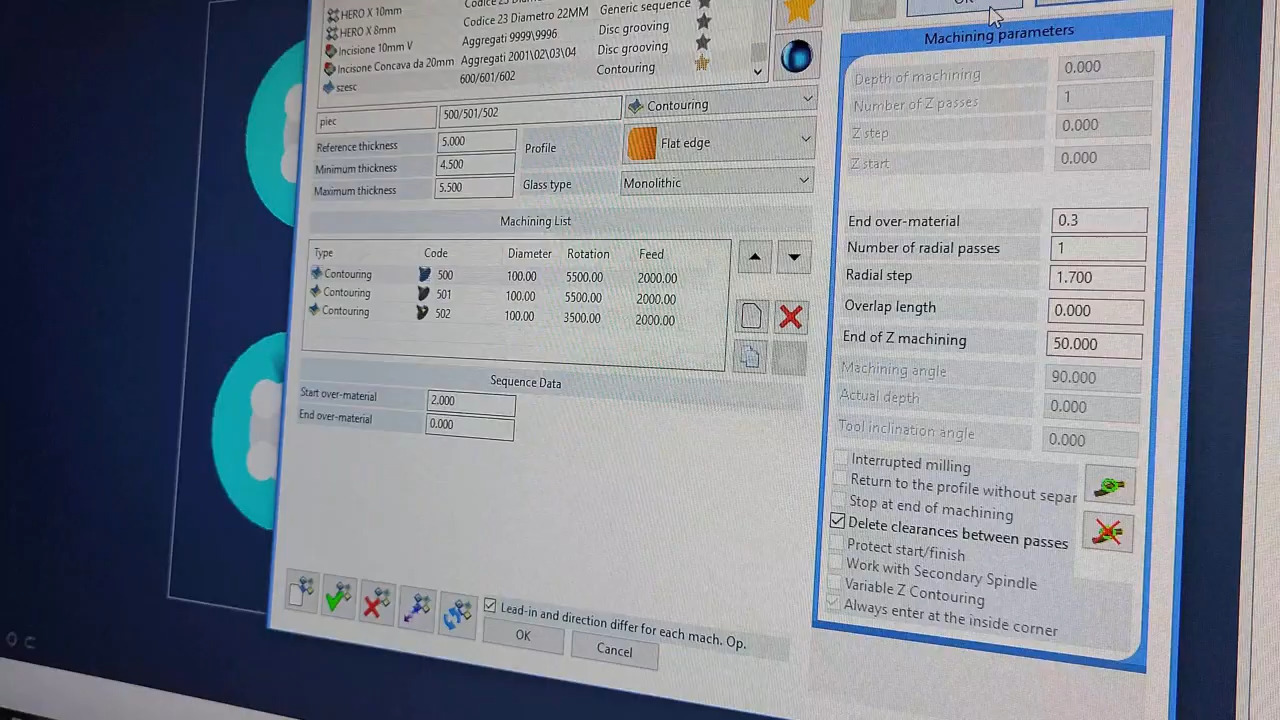 HERO X 10mm
HERO X 8mm
Incisione 10mm V
Incisone Concava da 20mm
szesc
Codice 23 Diametro 22MM
Aggregati 9999\9996
Aggregati 2001\02\03\04
600/601/602
Generic sequence
Disc grooving
Disc grooving
Contouring
piec
500/501/502
Contouring
Reference thickness 5.000
Minimum thickness 4.500
Maximum thickness 5.500
Profile Flat edge
Glass type Monolithic
Machining List
Type Code Diameter Rotation Feed
Contouring 500 100.00 5500.00 2000.00
Contouring 501 100.00 5500.00 2000.00
Contouring 502 100.00 3500.00 2000.00
Sequence Data
Start over-material 2.000
End over-material 0.000
Lead-in and direction differ for each mach. Op.
OK
Cancel
Machining parameters
Depth of machining 0.000
Number of Z passes 1
Z step 0.000
Z start 0.000
End over-material 0.3
Number of radial passes 1
Radial step 1.700
Overlap length 0.000
End of Z machining 50.000
Machining angle 90.000
Actual depth 0.000
Tool inclination angle 0.000
Interrupted milling
Return to the profile without separ
Stop at end of machining
Delete clearances between passes
Protect start/finish
Work with Secondary Spindle
Variable Z Contouring
Always enter at the inside corner